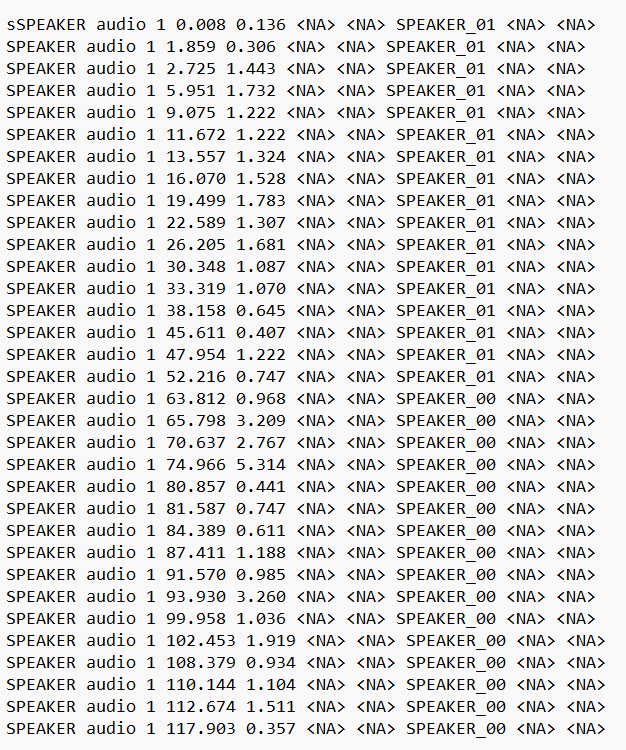 sSPEAKER audio 1 0.008 0.136 <NA> <NA> SPEAKER_01 <NA> <NA>
SPEAKER audio 1 1.859 0.306 <NA> <NA> SPEAKER_01 <NA> <NA>
SPEAKER audio 1 2.725 1.443 <NA> <NA> SPEAKER_01 <NA> <NA>
SPEAKER audio 1 5.951 1.732 <NA> <NA> SPEAKER_01 <NA> <NA>
SPEAKER audio 1 9.075 1.222 <NA> <NA> SPEAKER_01 <NA> <NA>
SPEAKER audio 1 11.672 1.222 <NA> <NA> SPEAKER_01 <NA> <NA>
SPEAKER audio 1 13.557 1.324 <NA> <NA> SPEAKER_01 <NA> <NA>
SPEAKER audio 1 16.070 1.528 <NA> <NA> SPEAKER_01 <NA> <NA>
SPEAKER audio 1 19.499 1.783 <NA> <NA> SPEAKER_01 <NA> <NA>
SPEAKER audio 1 22.589 1.307 <NA> <NA> SPEAKER_01 <NA> <NA>
SPEAKER audio 1 26.205 1.681 <NA> <NA> SPEAKER_01 <NA> <NA>
SPEAKER audio 1 30.348 1.087 <NA> <NA> SPEAKER_01 <NA> <NA>
SPEAKER audio 1 33.319 1.070 <NA> <NA> SPEAKER_01 <NA> <NA>
SPEAKER audio 1 38.158 0.645 <NA> <NA> SPEAKER_01 <NA> <NA>
SPEAKER audio 1 45.611 0.407 <NA> <NA> SPEAKER_01 <NA> <NA>
SPEAKER audio 1 47.954 1.222 <NA> <NA> SPEAKER_01 <NA> <NA>
SPEAKER audio 1 52.216 0.747 <NA> <NA> SPEAKER_01 <NA> <NA>
SPEAKER audio 1 63.812 0.968 <NA> <NA> SPEAKER_00 <NA> <NA>
SPEAKER audio 1 65.798 3.209 <NA> <NA> SPEAKER_00 <NA> <NA>
SPEAKER audio 1 70.637 2.767 <NA> <NA> SPEAKER_00 <NA> <NA>
SPEAKER audio 1 74.966 5.314 <NA> <NA> SPEAKER_00 <NA> <NA>
SPEAKER audio 1 80.857 0.441 <NA> <NA> SPEAKER_00 <NA> <NA>
SPEAKER audio 1 81.587 0.747 <NA> <NA> SPEAKER_00 <NA> <NA>
SPEAKER audio 1 84.389 0.611 <NA> <NA> SPEAKER_00 <NA> <NA>
SPEAKER audio 1 87.411 1.188 <NA> <NA> SPEAKER_00 <NA> <NA>
SPEAKER audio 1 91.570 0.985 <NA> <NA> SPEAKER_00 <NA> <NA>
SPEAKER audio 1 93.930 3.260 <NA> <NA> SPEAKER_00 <NA> <NA>
SPEAKER audio 1 99.958 1.036 <NA> <NA> SPEAKER_00 <NA> <NA>
SPEAKER audio 1 102.453 1.919 <NA> <NA> SPEAKER_00 <NA> <NA>
SPEAKER audio 1 108.379 0.934 <NA> <NA> SPEAKER_00 <NA> <NA>
SPEAKER audio 1 110.144 1.104 <NA> <NA> SPEAKER_00 <NA> <NA>
SPEAKER audio 1 112.674 1.511 <NA> <NA> SPEAKER_00 <NA> <NA>
SPEAKER audio 1 117.903 0.357 <NA> <NA> SPEAKER_00 <NA> <NA>